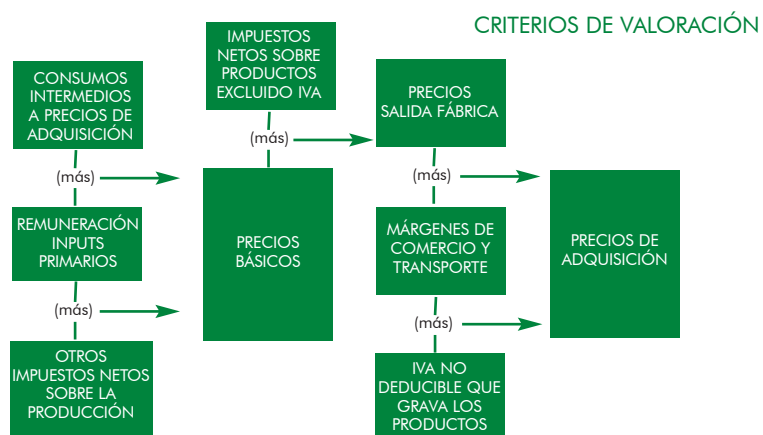 CRITERIOS DE VALORACIÓN
CONSUMOS
INTERMEDIOS
A PRECIOS DE
ADQUISICIÓN
(más)
REMUNERACIÓN
INPUTS
PRIMARIOS
(más)
OTROS
IMPUESTOS NETOS
SOBRE LA
PRODUCCIÓN
IMPUESTOS
NETOS SOBRE
PRODUCTOS
EXCLUIDO IVA
(más)
PRECIOS
BÁSICOS
PRECIOS
SALIDA FÁBRICA
(más)
MÁRGENES DE
COMERCIO Y
TRANSPORTE
(más)
IVA NO
DEDUCIBLE QUE
GRAVA LOS
PRODUCTOS
PRECIOS DE
ADQUISICIÓN